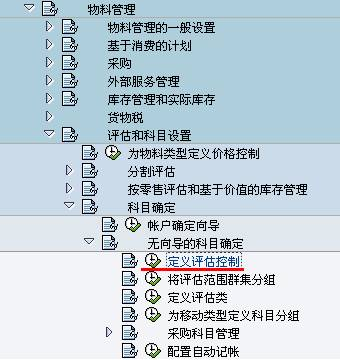 物料管理
物料管理的一般设置
基于消费的计划
采购
外部服务管理
库存管理和实际库存
货物税
评估和科目设置
为物料类型定义价格控制
分割评估
按零售评估和基于价值的库存管理
科目确定
帐户确定向导
无向导的科目确定
定义评估控制
将评估范围群集分组
定义评估类
为移动类型定义科目分组
采购科目管理
配置自动记帐